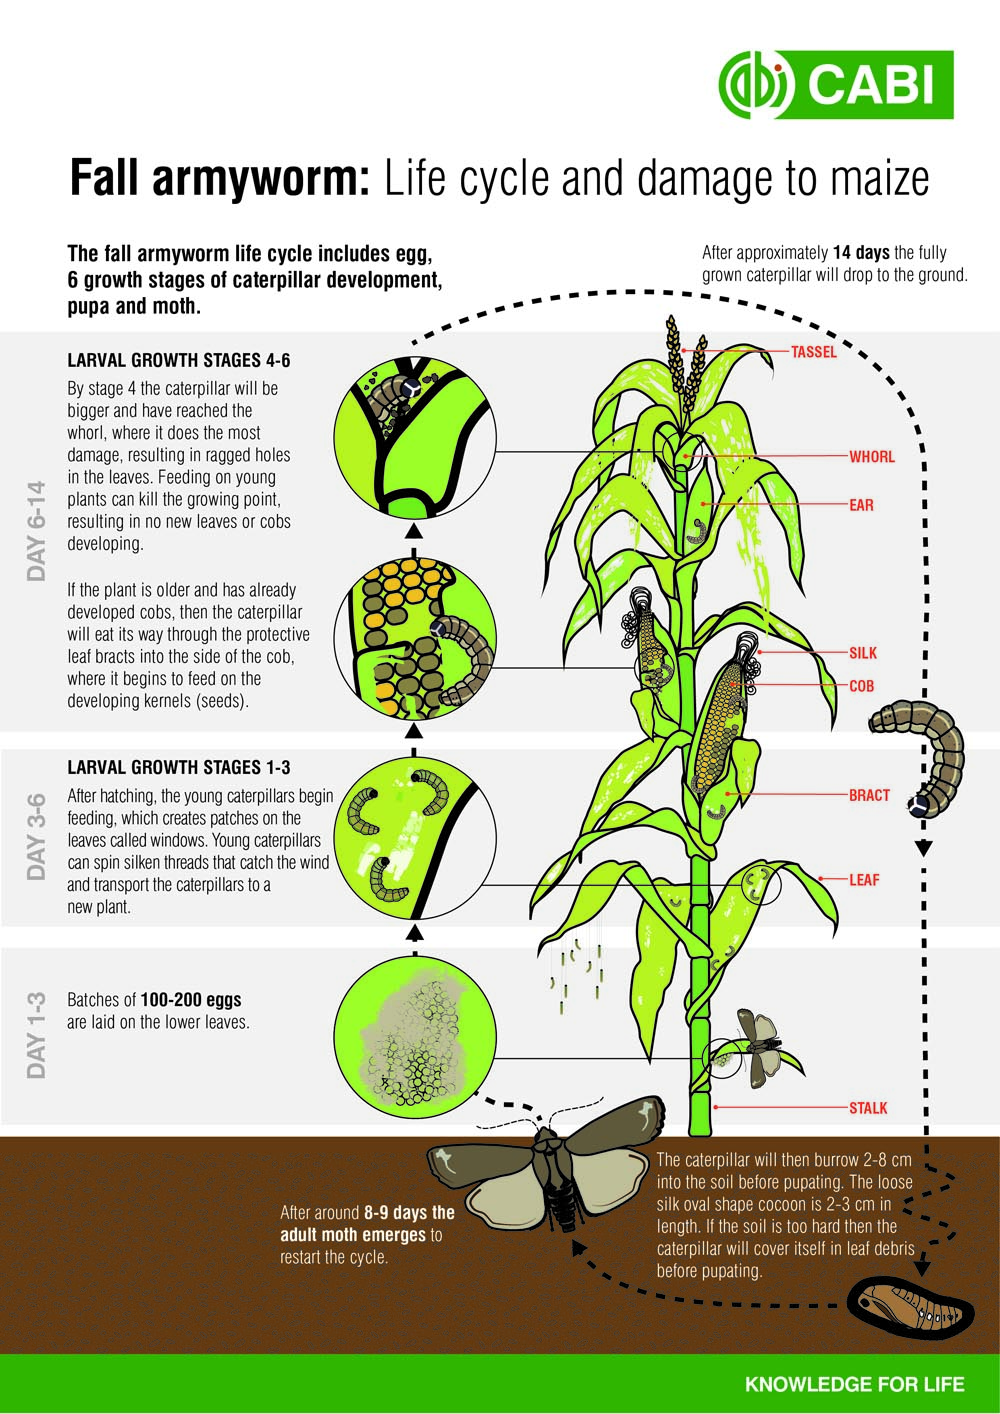 CABI
Fall armyworm: Life cycle and damage to maize
The fall armyworm life cycle includes egg,
6 growth stages of caterpillar development,
pupa and moth.
After approximately 14 days the fully
grown caterpillar will drop to the ground.
DAY 6-14
LARVAL GROWTH STAGES 4-6
By stage 4 the caterpillar will be
bigger and have reached the
whorl, where it does the most
damage, resulting in ragged holes
in the leaves. Feeding on young
plants can kill the growing point,
resulting in no new leaves or cobs
developing.
If the plant is older and has already
developed cobs, then the caterpillar
will eat its way through the protective
leaf bracts into the side of the cob,
where it begins to feed on the
developing kernels (seeds).
TASSEL
WHORL
EAR
SILK
COB
BRACT
LEAF
STALK
DAY 3-6
LARVAL GROWTH STAGES 1-3
After hatching, the young caterpillars begin
feeding, which creates patches on the
leaves called windows. Young caterpillars
can spin silken threads that catch the wind
and transport the caterpillars to a
new plant.
DAY 1-3
Batches of 100-200 eggs
are laid on the lower leaves.
The caterpillar will then burrow 2-8 cm
into the soil before pupating. The loose
silk oval shape cocoon is 2-3 cm in
length. If the soil is too hard then the
caterpillar will cover itself in leaf debris
before pupating.
After around 8-9 days the
adult moth emerges to
restart the cycle.
KNOWLEDGE FOR LIFE